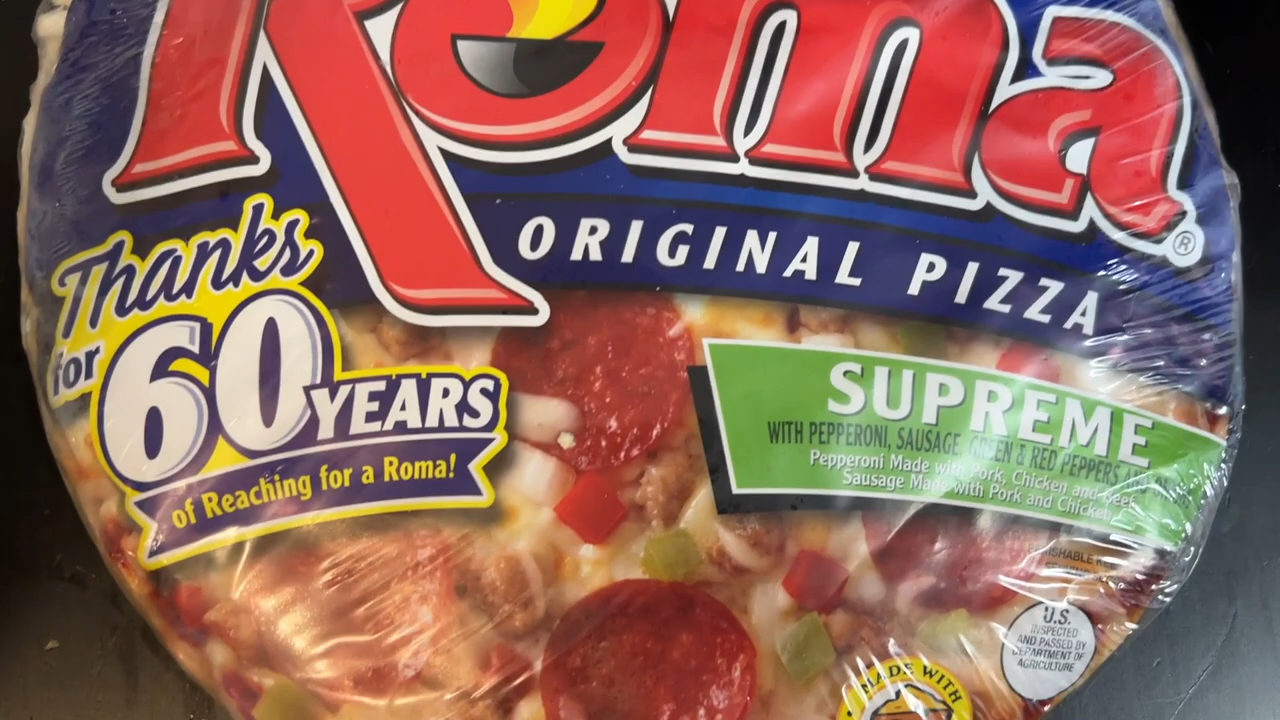 Roma®
ORIGINAL PIZZA
Thanks
for 60 YEARS
of Reaching for a Roma!
SUPREME
WITH PEPPERONI, SAUSAGE, GREEN & RED PEPPERS
Pepperoni Made with Pork, Chicken and Beef
Sausage Made with Pork and Chicken
U.S.
INSPECTED
AND PASSED BY
DEPARTMENT OF
AGRICULTURE
MADE WITH